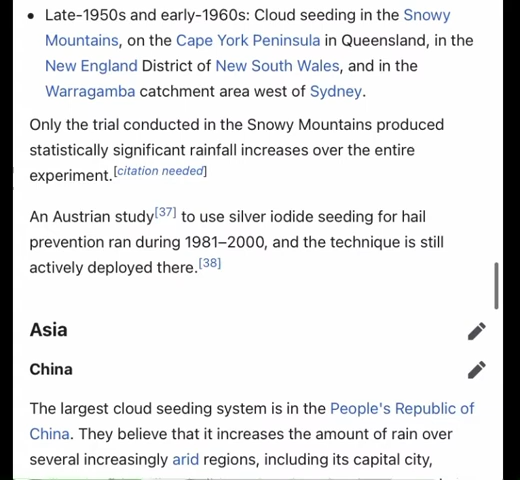 • Late-1950s and early-1960s: Cloud seeding in the Snowy
Mountains, on the Cape York Peninsula in Queensland, in the
New England District of New South Wales, and in the
Warragamba catchment area west of Sydney.
Only the trial conducted in the Snowy Mountains produced
statistically significant rainfall increases over the entire
experiment.[citation needed]
An Austrian study[37] to use silver iodide seeding for hail
prevention ran during 1981–2000, and the technique is still
actively deployed there.[38]
Asia
China
The largest cloud seeding system is in the People's Republic of
China. They believe that it increases the amount of rain over
several increasingly arid regions, including its capital city,